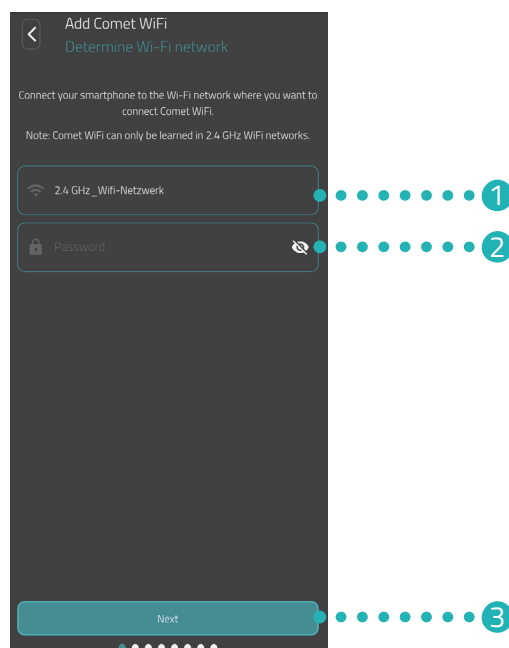 Add Comet WiFi
Determine Wi-Fi network
Connect your smartphone to the Wi-Fi network where you want to
connect Comet WiFi.
Note: Comet WiFi can only be learned in 2.4 GHz WiFi networks.
2.4 GHz_Wifi-Netzwerk
1
Password
2
Next
3